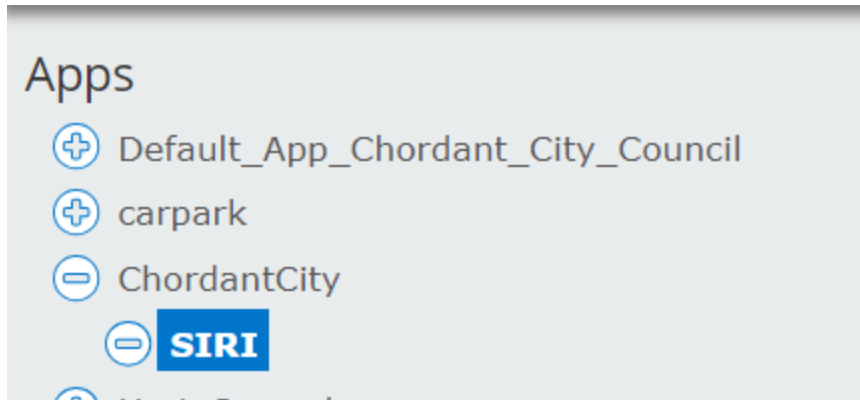 Apps
Default_App_Chordant_City_Council
carpark
ChordantCity
SIRI